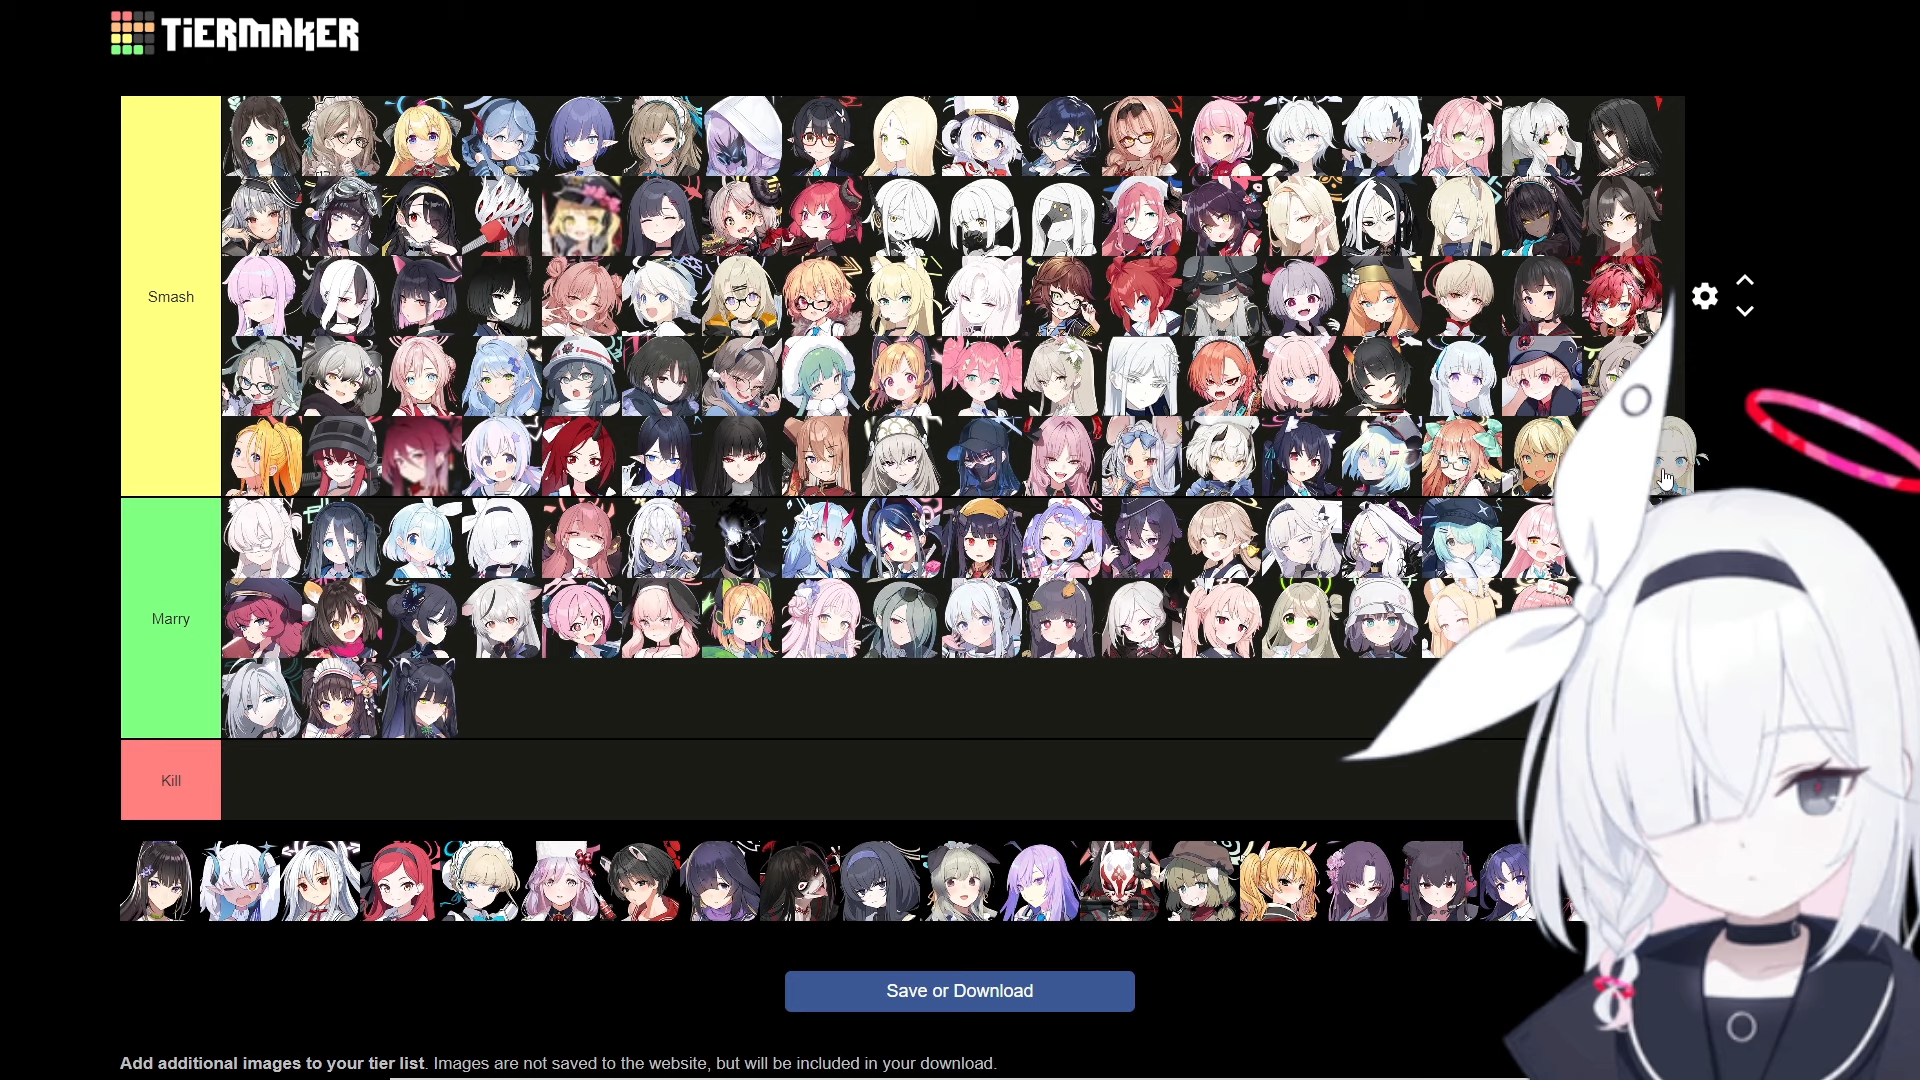 TiERMAKER
Smash
Marry
Kill
Save or Download
Add additional images to your tier list. Images are not saved to the website, but will be included in your download.